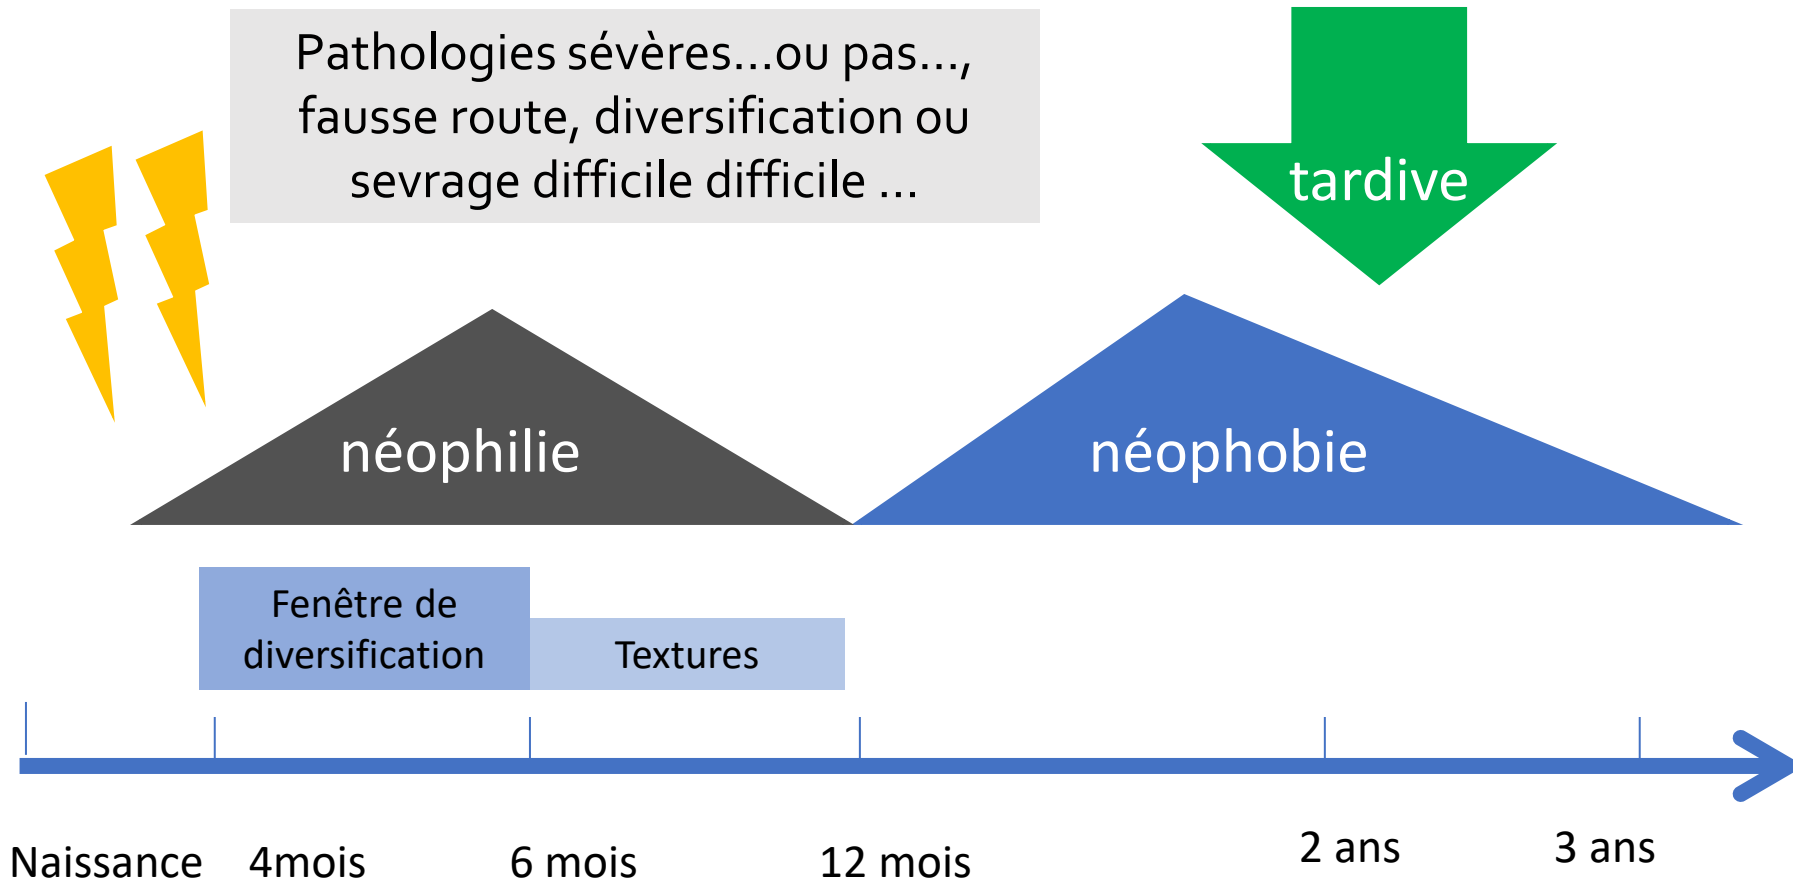 Pathologies sévères...ou pas...,
fausse route, diversification ou
sevrage difficile difficile ...
tardive
néophilie
néophobie
Fenêtre de
diversification
Textures
Naissance
4mois
6 mois
12 mois
2 ans
3 ans